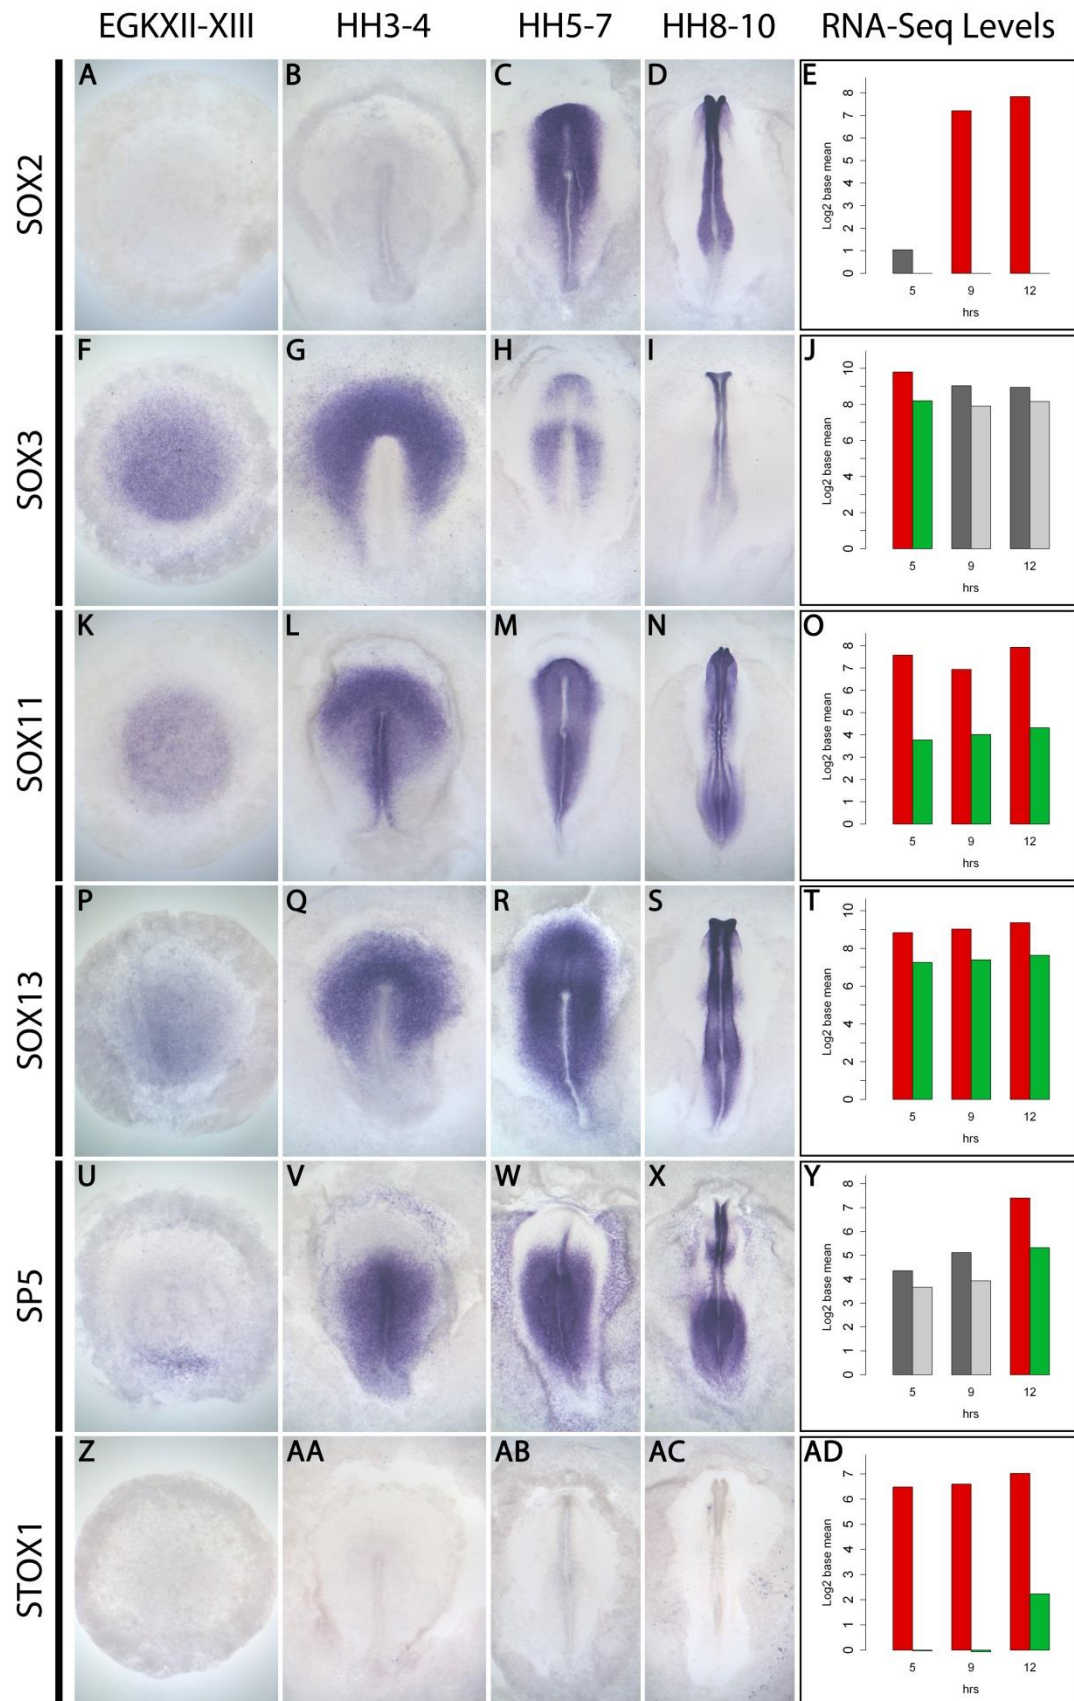 EGKXII-XIII HH3-4 HH5-7 HH8-10 RNA-Seq Levels
SOX2
A B C D E
Log2 base mean
8
7
6
5
4
3
2
1
0
5 9 12
hrs
SOX3
F G H I J
Log2 base mean
10
8
6
4
2
0
5 9 12
hrs
SOX11
K L M N O
Log2 base mean
8
7
6
5
4
3
2
1
0
5 9 12
hrs
SOX13
P Q R S T
Log2 base mean
10
8
6
4
2
0
5 9 12
hrs
SP5
U V W X Y
Log2 base mean
8
7
6
5
4
3
2
1
0
5 9 12
hrs
STOX1
Z AA AB AC AD
Log2 base mean
7
6
5
4
3
2
1
0
5 9 12
hrs